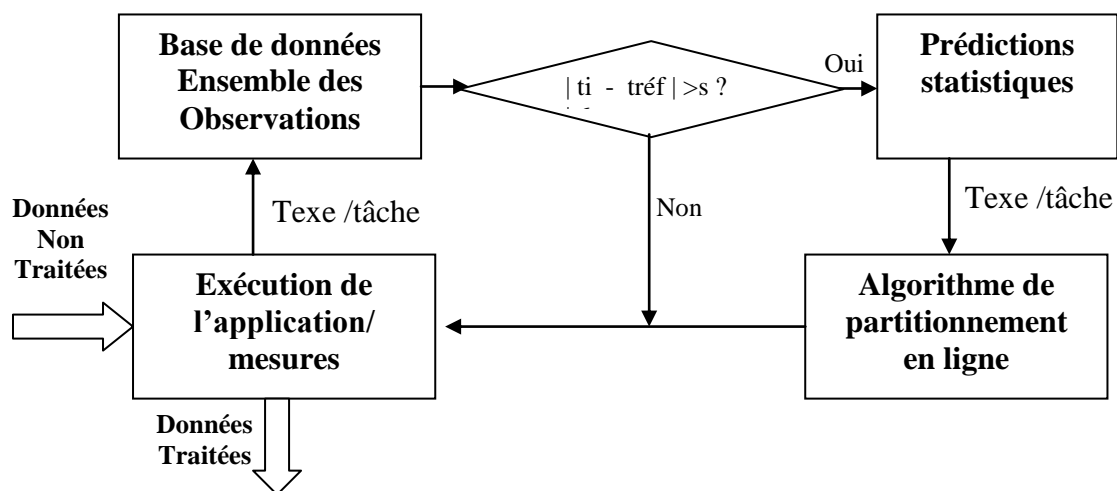 Base de données
Ensemble des
Observations
| ti - tréf | >s ?
Oui
Prédictions
statistiques
Données
Non
Traitées
Texe /tâche
Non
Texe /tâche
Exécution de
l’application/
mesures
Algorithme de
partitionnement
en ligne
Données
Traitées